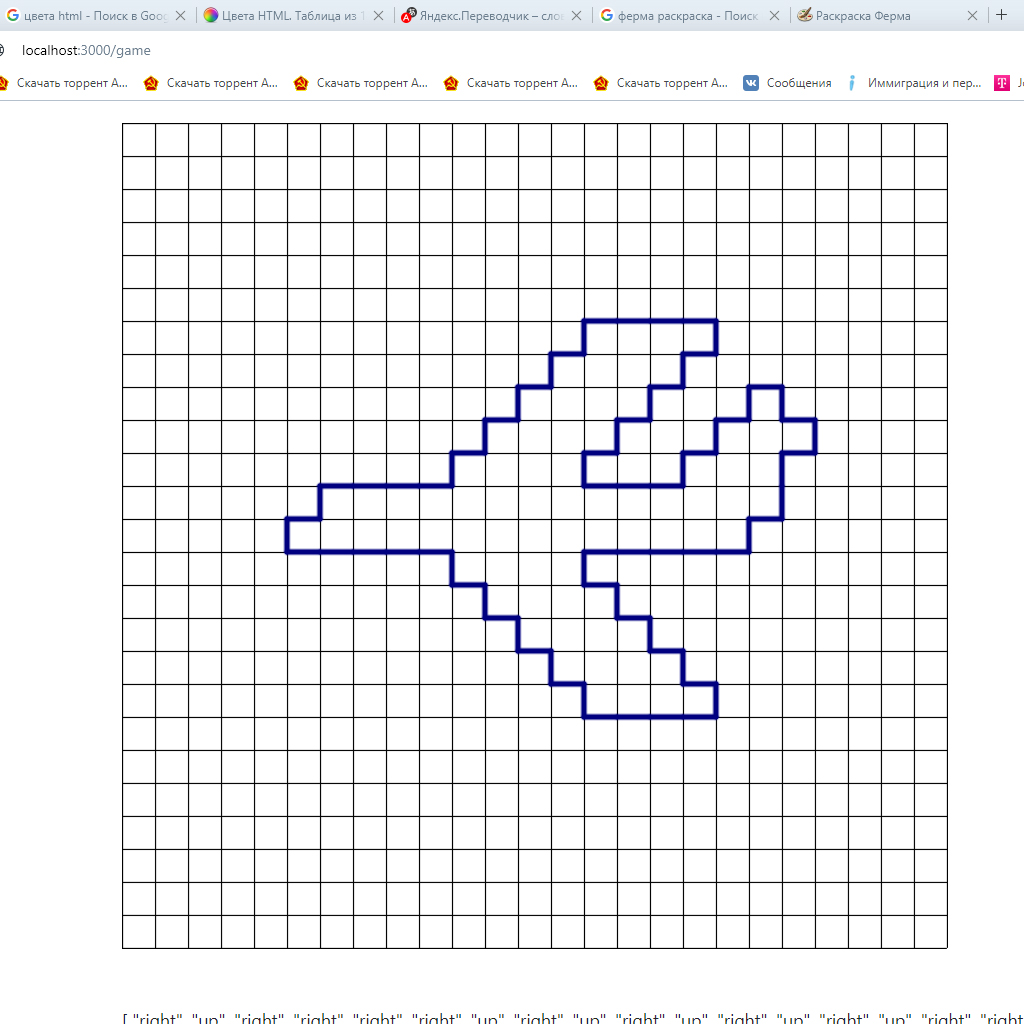 цвета html - Поиск в Goog Цвета HTML. Таблица из 1 Яндекс.Переводчик – сло ферма раскраска - Поиск Раскраска Ферма
localhost:3000/game
Скачать торрент А... Скачать торрент А... Скачать торрент А... Скачать торрент А... Скачать торрент А... Сообщения Иммиграция и пер...
[ "right" "up" "right" "right" "right" "right" "up" "right" "up" "right" "up" "right" "up" "right" "up" "right" "right